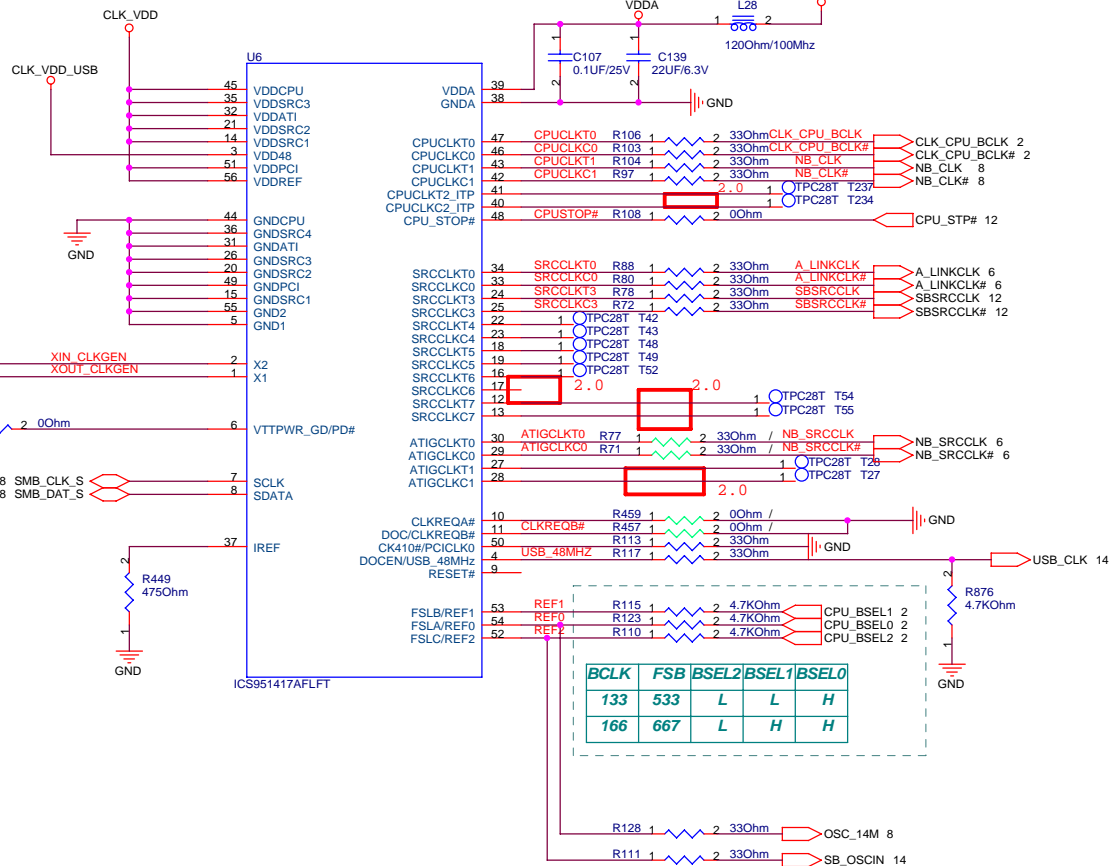 CLK_VDD
VDDA
L28
1 2
120Ohm/100Mhz
CLK_VDD_USB
U6
1 C107 1 C139
0.1UF/25V 22UF/6.3V
2 2
45 VDDCPU VDDA 39
35 VDDSRC3 GNDA 38 GND
32 VDDATI
21 VDDSRC2
14 VDDSRC1
3 VDD48
51 VDDPCI
56 VDDREF
CPUCLKT0 47 CPUCLKT0 R106 1 2 33Ohm CLK_CPU_BCLK CLK_CPU_BCLK 2
CPUCLKC0 46 CPUCLKC0 R103 1 2 33Ohm CLK_CPU_BCLK# CLK_CPU_BCLK# 2
CPUCLKT1 43 CPUCLKT1 R104 1 2 33Ohm NB_CLK NB_CLK 8
CPUCLKC1 42 CPUCLKC1 R97 1 2 33Ohm NB_CLK# NB_CLK# 8
CPUCLKT2_ITP 41 2.0 1 TPC28T T237
CPUCLKC2_ITP 40 1 TPC28T T234
CPU_STOP# 48 CPUSTOP# R108 1 2 0Ohm CPU_STP# 12
44 GNDCPU
36 GNDSRC4
31 GNDATI
26 GNDSRC3
20 GNDSRC2
49 GNDPCI
15 GNDSRC1
55 GND2
5 GND1
GND
SRCCLKT0 34 SRCCLKT0 R88 1 2 33Ohm A_LINKCLK A_LINKCLK 6
SRCCLKC0 33 SRCCLKC0 R80 1 2 33Ohm A_LINKCLK# A_LINKCLK# 6
SRCCLKT3 24 SRCCLKT3 R78 1 2 33Ohm SBSRCCLK SBSRCCLK 12
SRCCLKC3 25 SRCCLKC3 R72 1 2 33Ohm SBSRCCLK# SBSRCCLK# 12
SRCCLKT4 22 1 TPC28T T42
SRCCLKC4 23 1 TPC28T T43
SRCCLKT5 18 1 TPC28T T48
SRCCLKC5 19 1 TPC28T T49
SRCCLKT6 16 1 TPC28T T52
SRCCLKC6 17 2.0 2.0
SRCCLKT7 12 1 TPC28T T54
SRCCLKC7 13 1 TPC28T T55
XIN_CLKGEN 2 X2
XOUT_CLKGEN 1 X1
2 0Ohm 6 VTTPWR_GD/PD#
ATIGCLKT0 30 ATIGCLKT0 R77 1 2 33Ohm / NB_SRCCLK NB_SRCCLK 6
ATIGCLKC0 29 ATIGCLKC0 R71 1 2 33Ohm / NB_SRCCLK# NB_SRCCLK# 6
ATIGCLKT1 27 1 TPC28T T28
ATIGCLKC1 28 1 TPC28T T27
2.0
8 SMB_CLK_S 7 SCLK
8 SMB_DAT_S 8 SDATA
CLKREQA# 10 R459 1 2 0Ohm / GND
DOC/CLKREQB# 11 CLKREQB# R457 1 2 0Ohm /
CK410#/PCICLK0 50 R113 1 2 33Ohm GND
DOCEN/USB_48MHz 4 USB_48MHZ R117 1 2 33Ohm USB_CLK 14
RESET# 9
37 IREF
2
R449
475Ohm
1
GND
2
R876
4.7KOhm
1
GND
FSLB/REF1 53 REF1 R115 1 2 4.7KOhm CPU_BSEL1 2
FSLA/REF0 54 REF0 R123 1 2 4.7KOhm CPU_BSEL0 2
FSLC/REF2 52 REF2 R110 1 2 4.7KOhm CPU_BSEL2 2
ICS951417AFLFT
BCLK FSB BSEL2 BSEL1 BSEL0
133 533 L L H
166 667 L H H
R128 1 2 33Ohm OSC_14M 8
R111 1 2 33Ohm SB_OSCIN 14